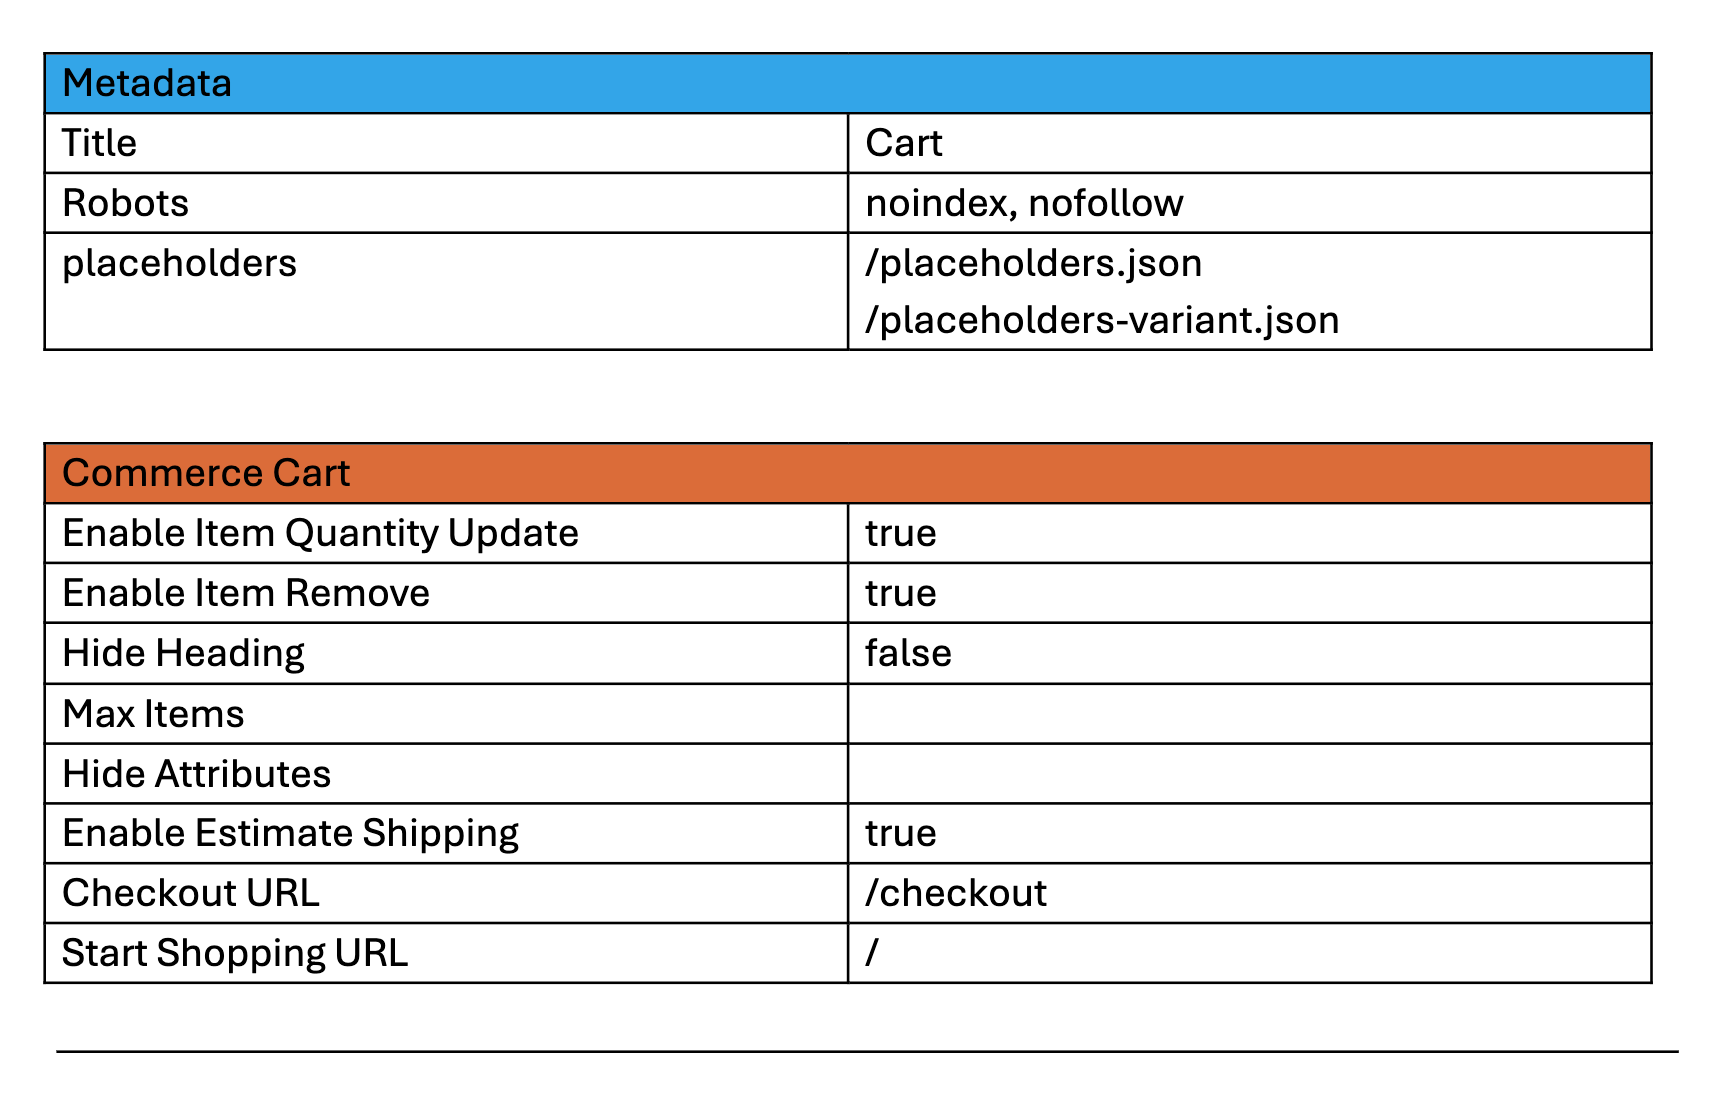 Metadata
Title Cart
Robots noindex, nofollow
placeholders /placeholders.json
/placeholders-variant.json
Commerce Cart
Enable Item Quantity Update true
Enable Item Remove true
Hide Heading false
Max Items
Hide Attributes
Enable Estimate Shipping true
Checkout URL /checkout
Start Shopping URL /